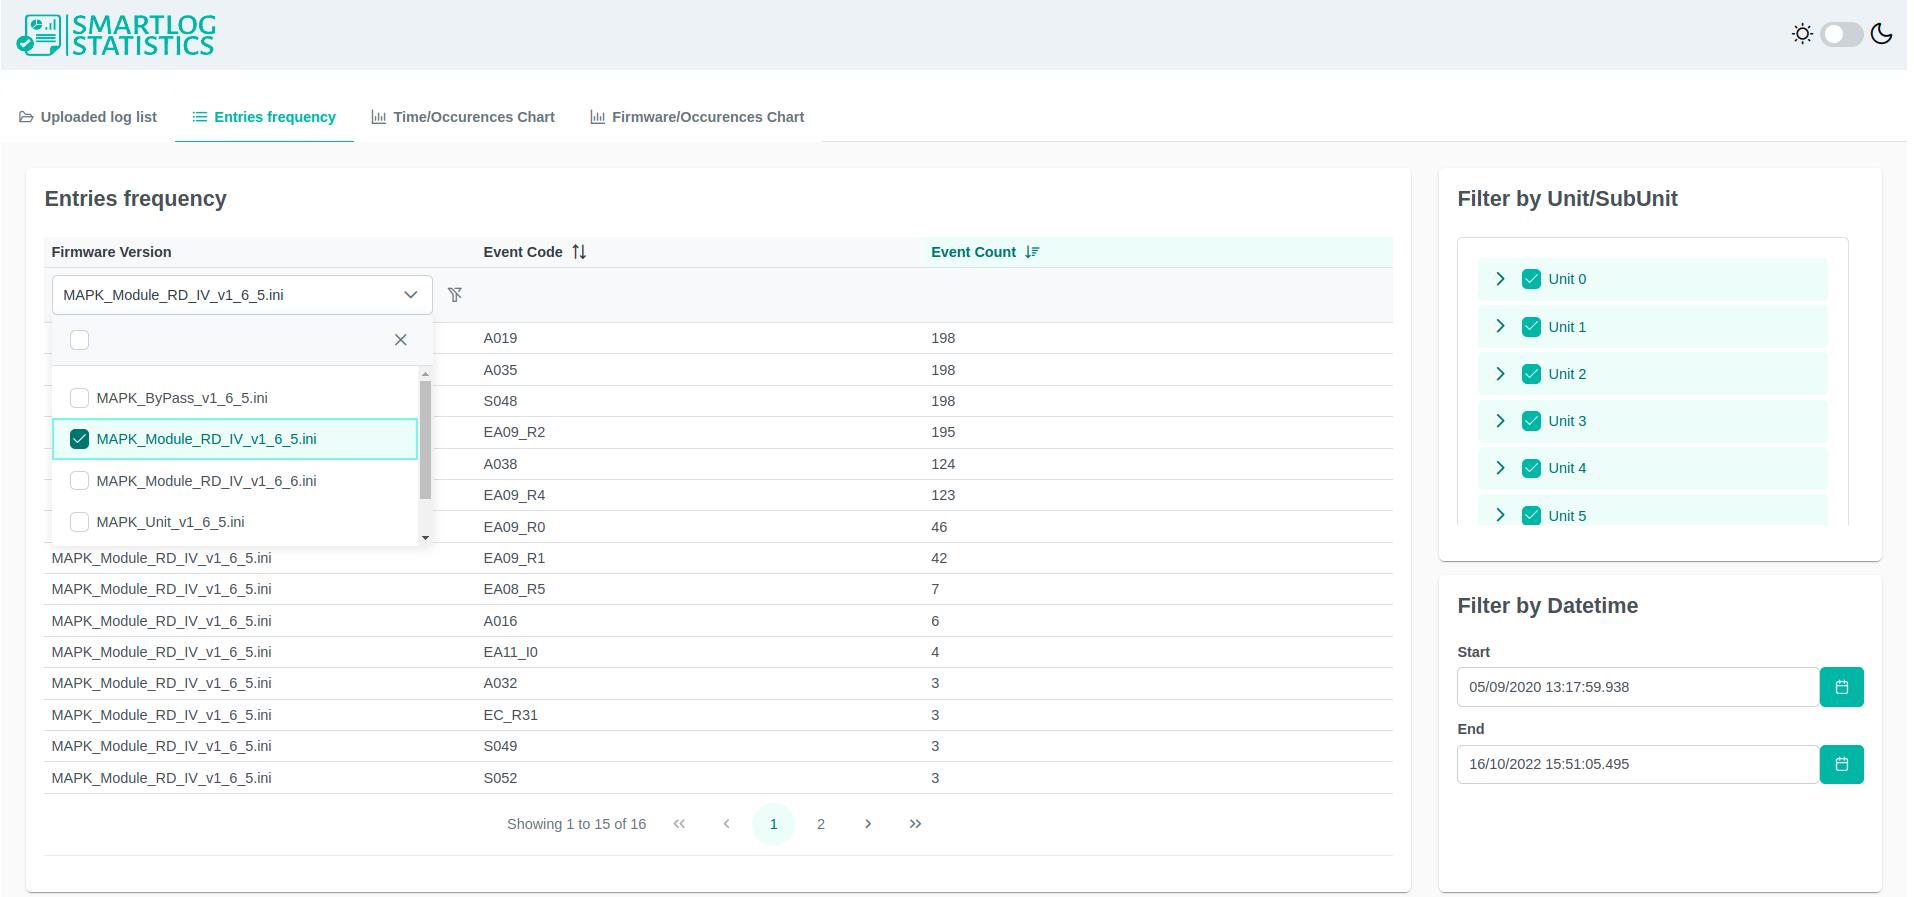 SMARTLOG
STATISTICS
Uploaded log list
Entries frequency
Time/Occurences Chart
Firmware/Occurences Chart
Entries frequency
Firmware Version Event Code Event Count
MAPK_Module_RD_IV_v1_6_5.ini
MAPK_ByPass_v1_6_5.ini
MAPK_Module_RD_IV_v1_6_5.ini
MAPK_Module_RD_IV_v1_6_6.ini
MAPK_Unit_v1_6_5.ini
A019 198
A035 198
S048 198
EA09_R2 195
A038 124
EA09_R4 123
EA09_R0 46
MAPK_Module_RD_IV_v1_6_5.ini EA09_R1 42
MAPK_Module_RD_IV_v1_6_5.ini EA08_R5 7
MAPK_Module_RD_IV_v1_6_5.ini A016 6
MAPK_Module_RD_IV_v1_6_5.ini EA11_I0 4
MAPK_Module_RD_IV_v1_6_5.ini A032 3
MAPK_Module_RD_IV_v1_6_5.ini EC_R31 3
MAPK_Module_RD_IV_v1_6_5.ini S049 3
MAPK_Module_RD_IV_v1_6_5.ini S052 3
Showing 1 to 15 of 16 « ‹ 1 2 › »
Filter by Unit/SubUnit
Unit 0
Unit 1
Unit 2
Unit 3
Unit 4
Unit 5
Filter by Datetime
Start
05/09/2020 13:17:59.938
End
16/10/2022 15:51:05.495